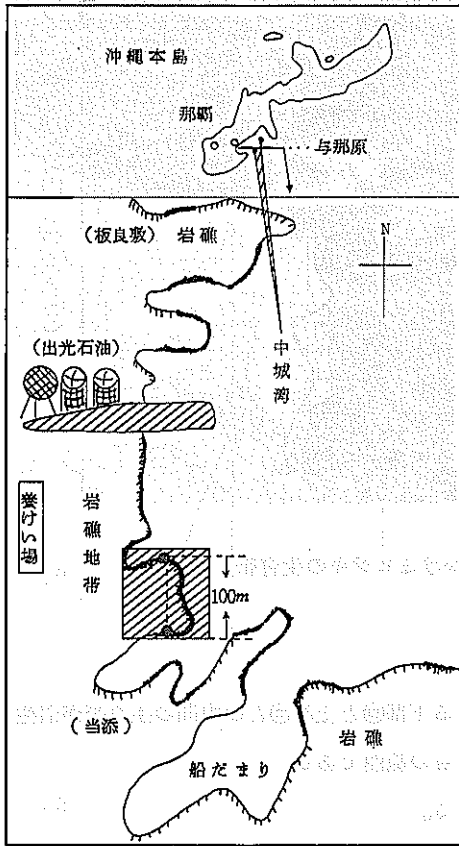 沖縄本島
那覇
与那原
(板良敷) 岩礁
N
(出光石油)
中城湾
養けい場
岩礁地帯
100m
(当添)
岩礁
船だまり